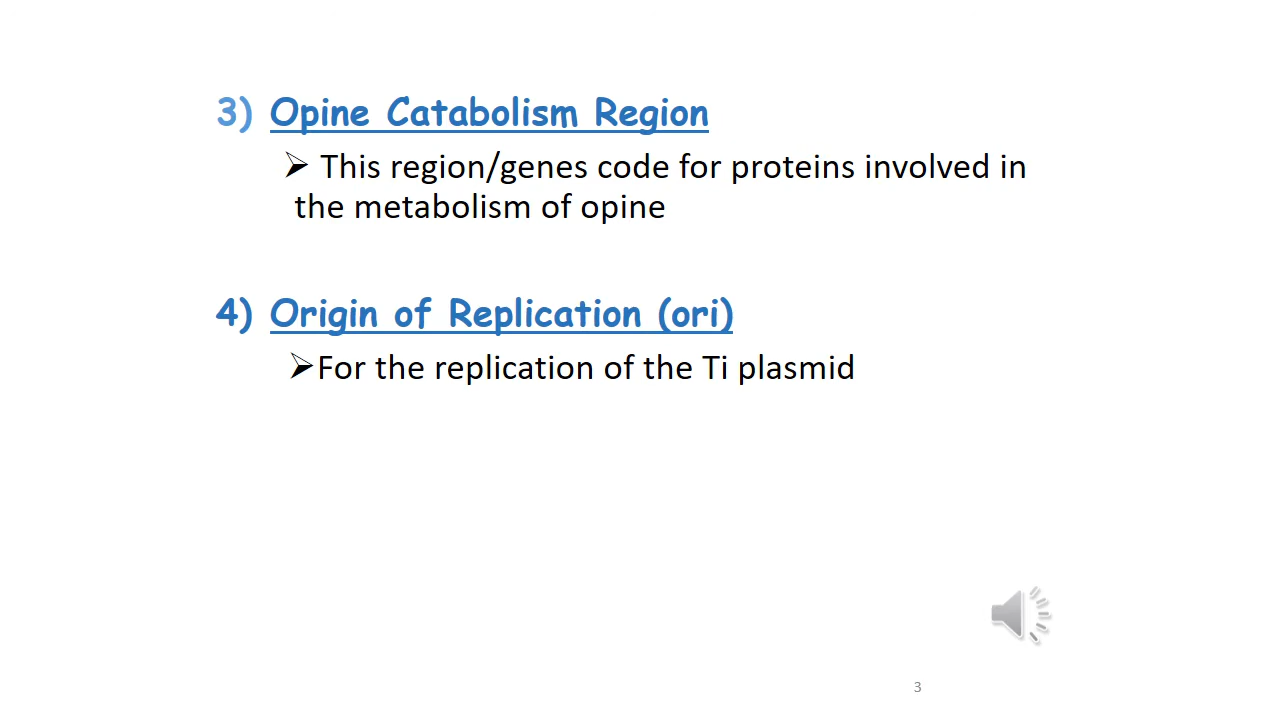 3) Opine Catabolism Region
➢ This region/genes code for proteins involved in
the metabolism of opine
4) Origin of Replication (ori)
➢For the replication of the Ti plasmid
3